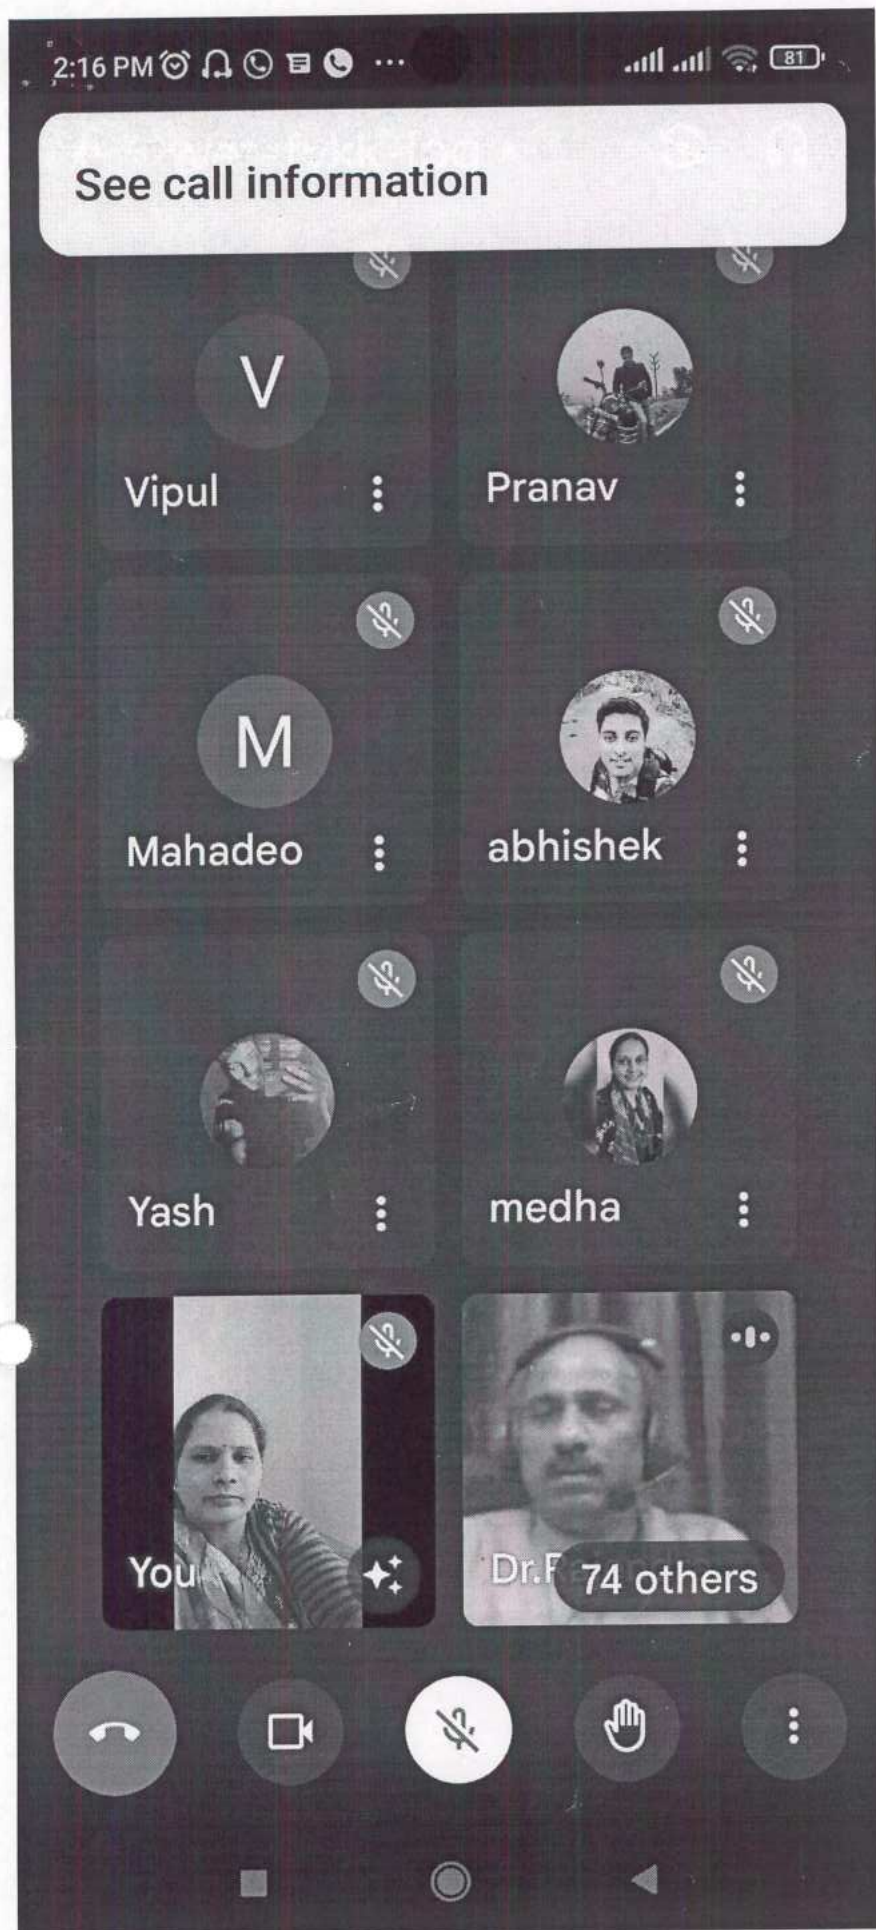 2:16 PM
81
See call information
V
Vipul
Pranav
M
Mahadeo
abhishek
Yash
medha
You
74 others